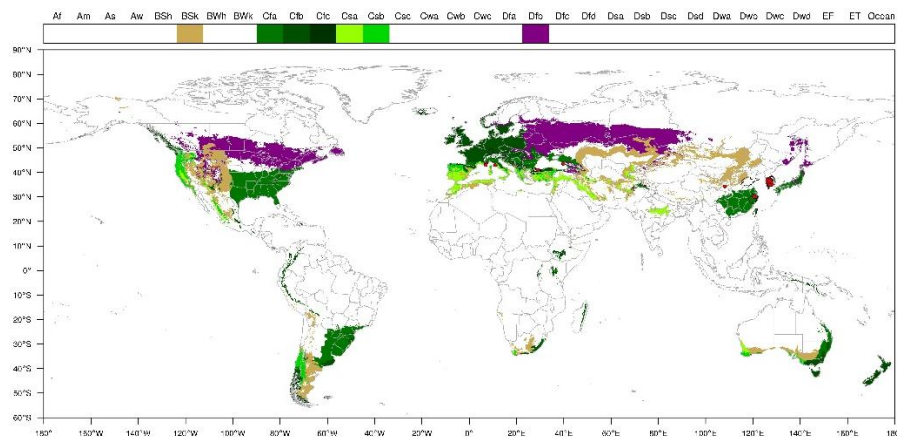 Af Am As Aw BSh BSk BWh BWk Cfa Cfb Cfc Csa Csb Csc Cwa Cwb Cwc Dfa Dfb Dfc Dfd Dsa Dsb Dsc Dsd Dwa Dwb Dwc Dwd EF ET Ocean
90°N
80°N
70°N
60°N
50°N
40°N
30°N
20°N
10°N
0°
10°S
20°S
30°S
40°S
50°S
60°S
180° 160°W 140°W 120°W 100°W 80°W 60°W 40°W 20°W 0° 20°E 40°E 60°E 80°E 100°E 120°E 140°E 160°E 180°